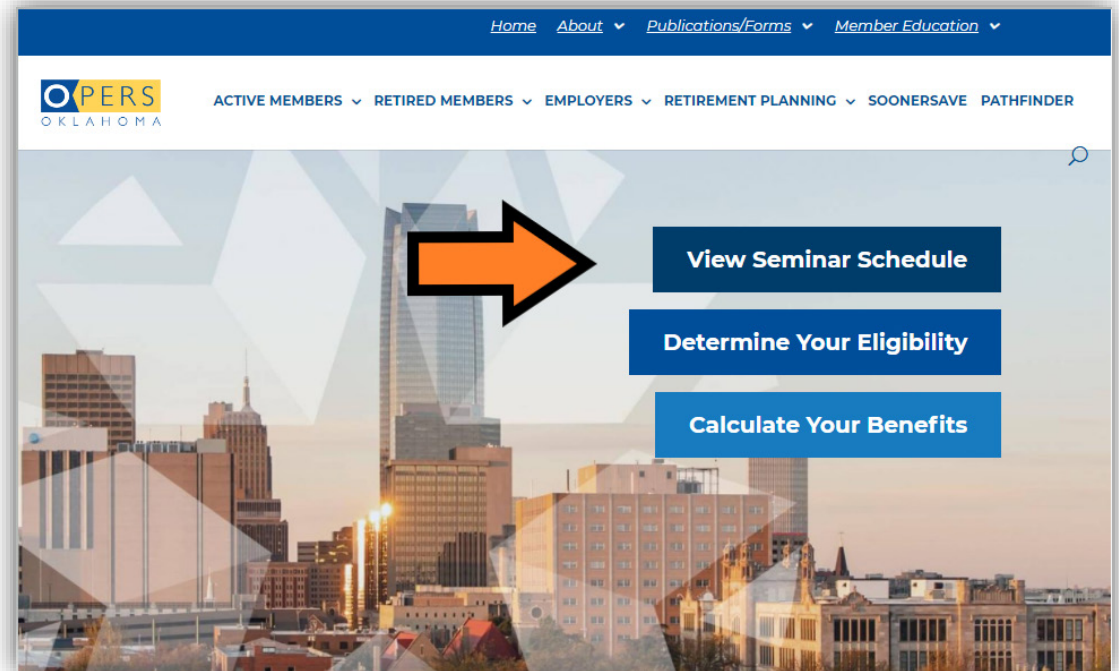 Home About Publications/Forms Member Education
OPERS
OKLAHOMA
ACTIVE MEMBERS RETIRED MEMBERS EMPLOYERS RETIREMENT PLANNING SOONERSAVE PATHFINDER
View Seminar Schedule
Determine Your Eligibility
Calculate Your Benefits